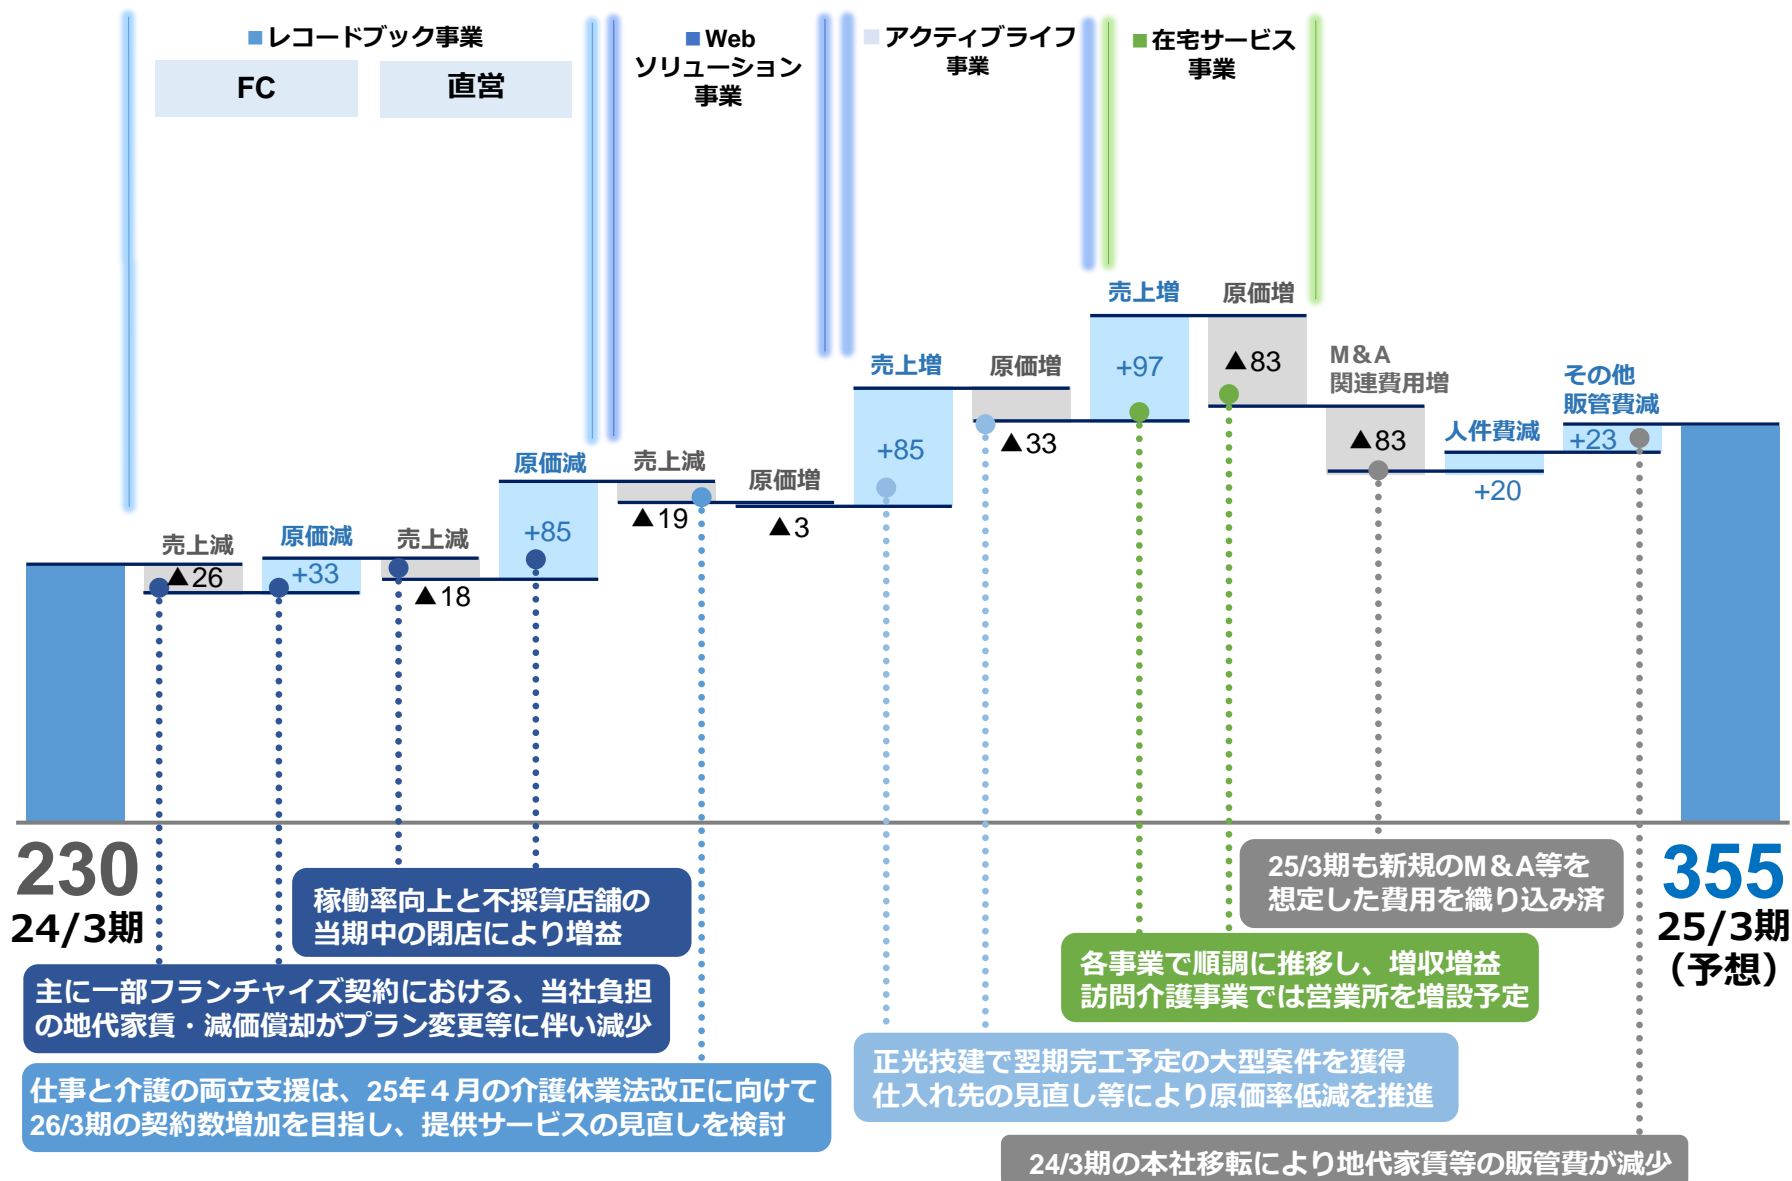 ■レコードブック事業
FC
直営
■Web
ソリューション
事業
■アクティブライフ
事業
■在宅サービス
事業
売上減
▲26
原価減
+33
売上減
▲18
原価減
+85
売上減
▲19
原価増
▲3
売上増
+85
原価増
▲33
売上増
+97
原価増
▲83
M&A
関連費用増
▲83
人件費減
+20
その他
販管費減
+23
230
24/3期
355
25/3期
(予想)
稼働率向上と不採算店舗の
当期中の閉店により増益
主に一部フランチャイズ契約における、当社負担
の地代家賃・減価償却がプラン変更等に伴い減少
仕事と介護の両立支援は、25年4月の介護休業法改正に向けて
26/3期の契約数増加を目指し、提供サービスの見直しを検討
25/3期も新規のM&A等を
想定した費用を織り込み済
各事業で順調に推移し、増収増益
訪問介護事業では営業所を増設予定
正光技建で翌期完工予定の大型案件を獲得
仕入れ先の見直し等により原価率低減を推進
24/3期の本社移転により地代家賃等の販管費が減少